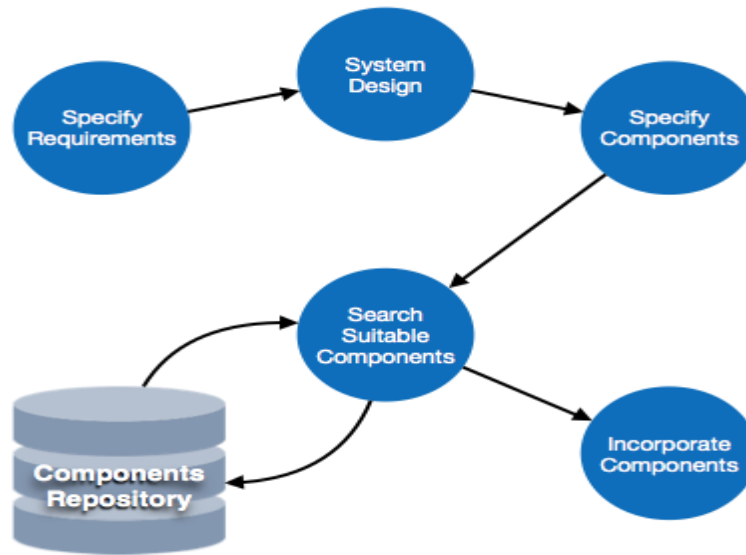 Specify
Requirements
System
Design
Specify
Components
Search
Suitable
Components
Components
Repository
Incorporate
Components